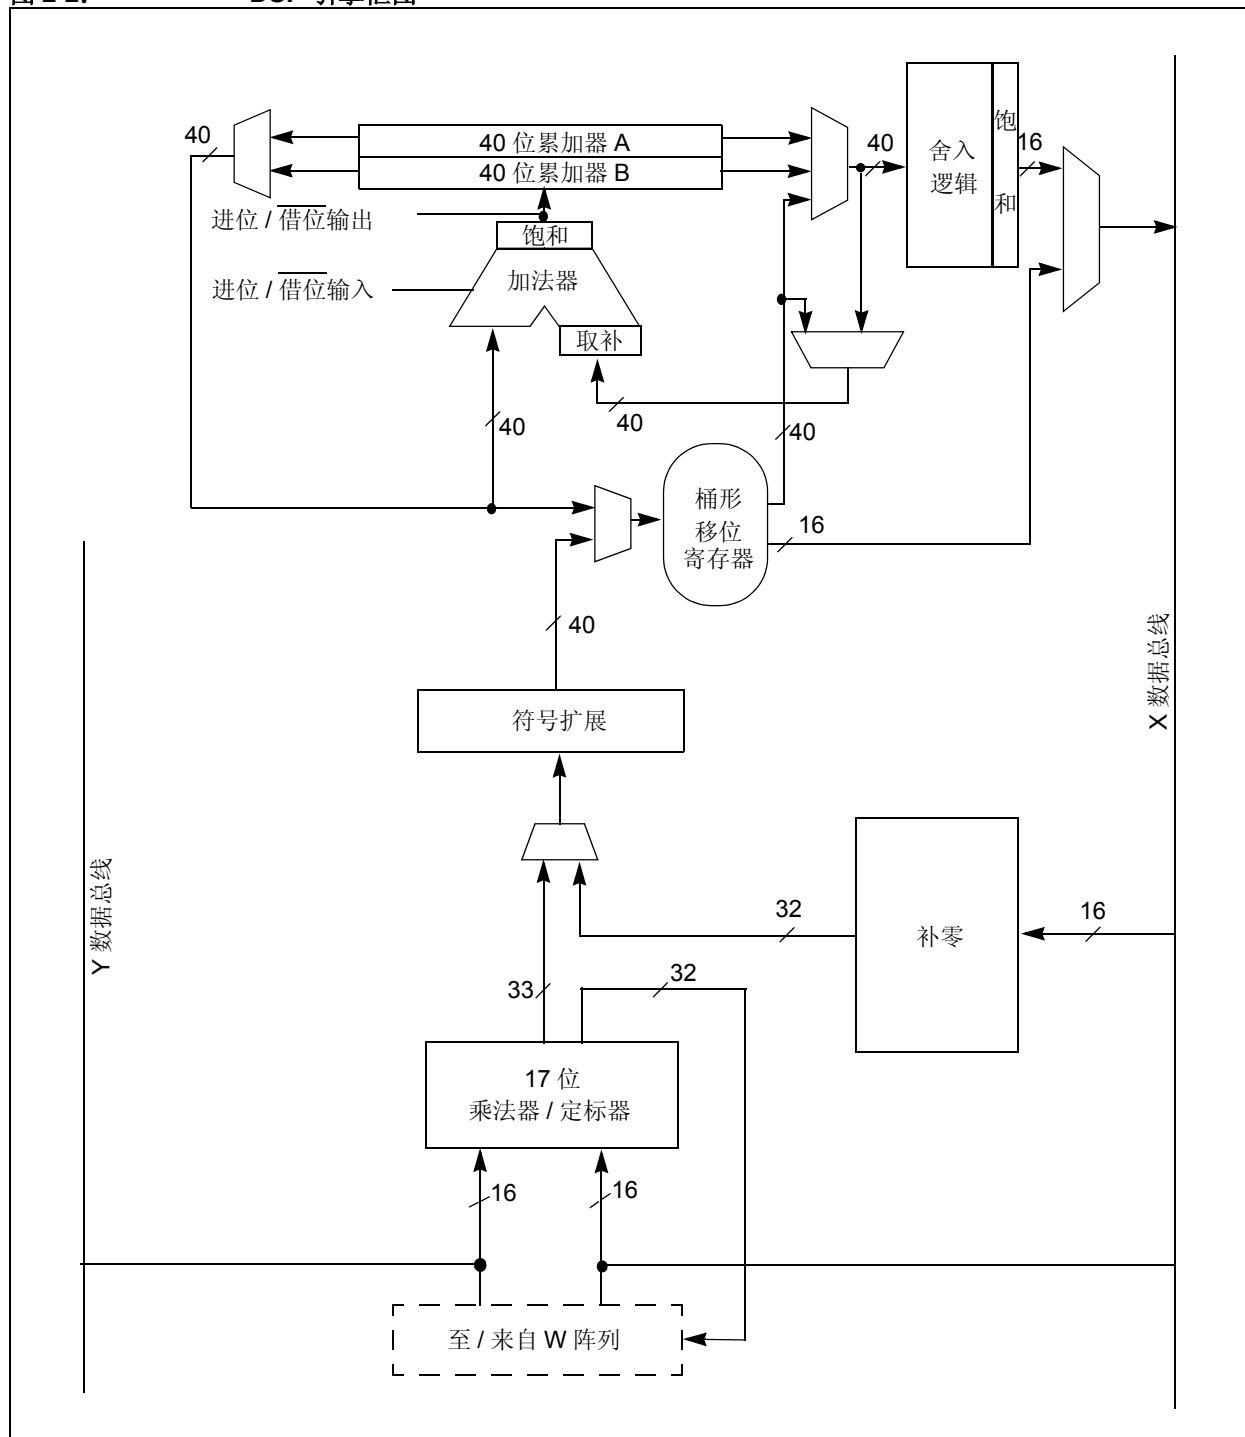 40
40 位累加器 A
40 位累加器 B
40
舍入
逻辑
饱
和
16
进位 / 借位输出
饱和
进位 / 借位输入
加法器
取补
40
40
40
桶形
移位
寄存器
16
40
X 数据总线
符号扩展
Y 数据总线
32
补零
16
33
32
17 位
乘法器 / 定标器
16
16
至 / 来自 W 阵列